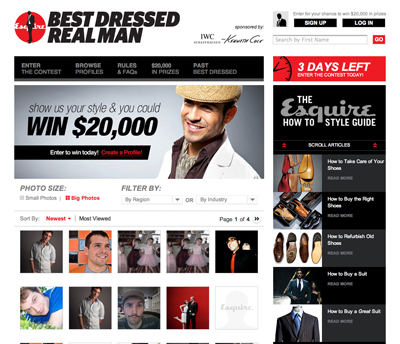 Esquire
BEST DRESSED
REAL MAN
sponsored by:
IWC
SCHAFFHAUSEN
Kenneth Cole
Enter for your chance to win $20,000 in prizes
SIGN UP
LOG IN
Search by First Name
GO
ENTER
THE CONTEST
BROWSE
PROFILES
RULES
& FAQs
$20,000
IN PRIZES
PAST
BEST DRESSED
3 DAYS LEFT
ENTER THE CONTEST TODAY!
show us your style & you could
WIN $20,000
Enter to win today! Create a Profile!
THE
Esquire
HOW TO STYLE GUIDE
SCROLL ARTICLES
How to Take Care of Your
Shoes
READ MORE
How to Buy the Right
Shoes
READ MORE
How to Refurbish Old
Shoes
READ MORE
How to Buy a Suit
READ MORE
How to Buy a Great Suit
READ MORE
PHOTO SIZE:
Small Photos | Big Photos
FILTER BY:
By Region
OR
By Industry
Sort By: Newest | Most Viewed
Page 1 of 4 »
Esquire